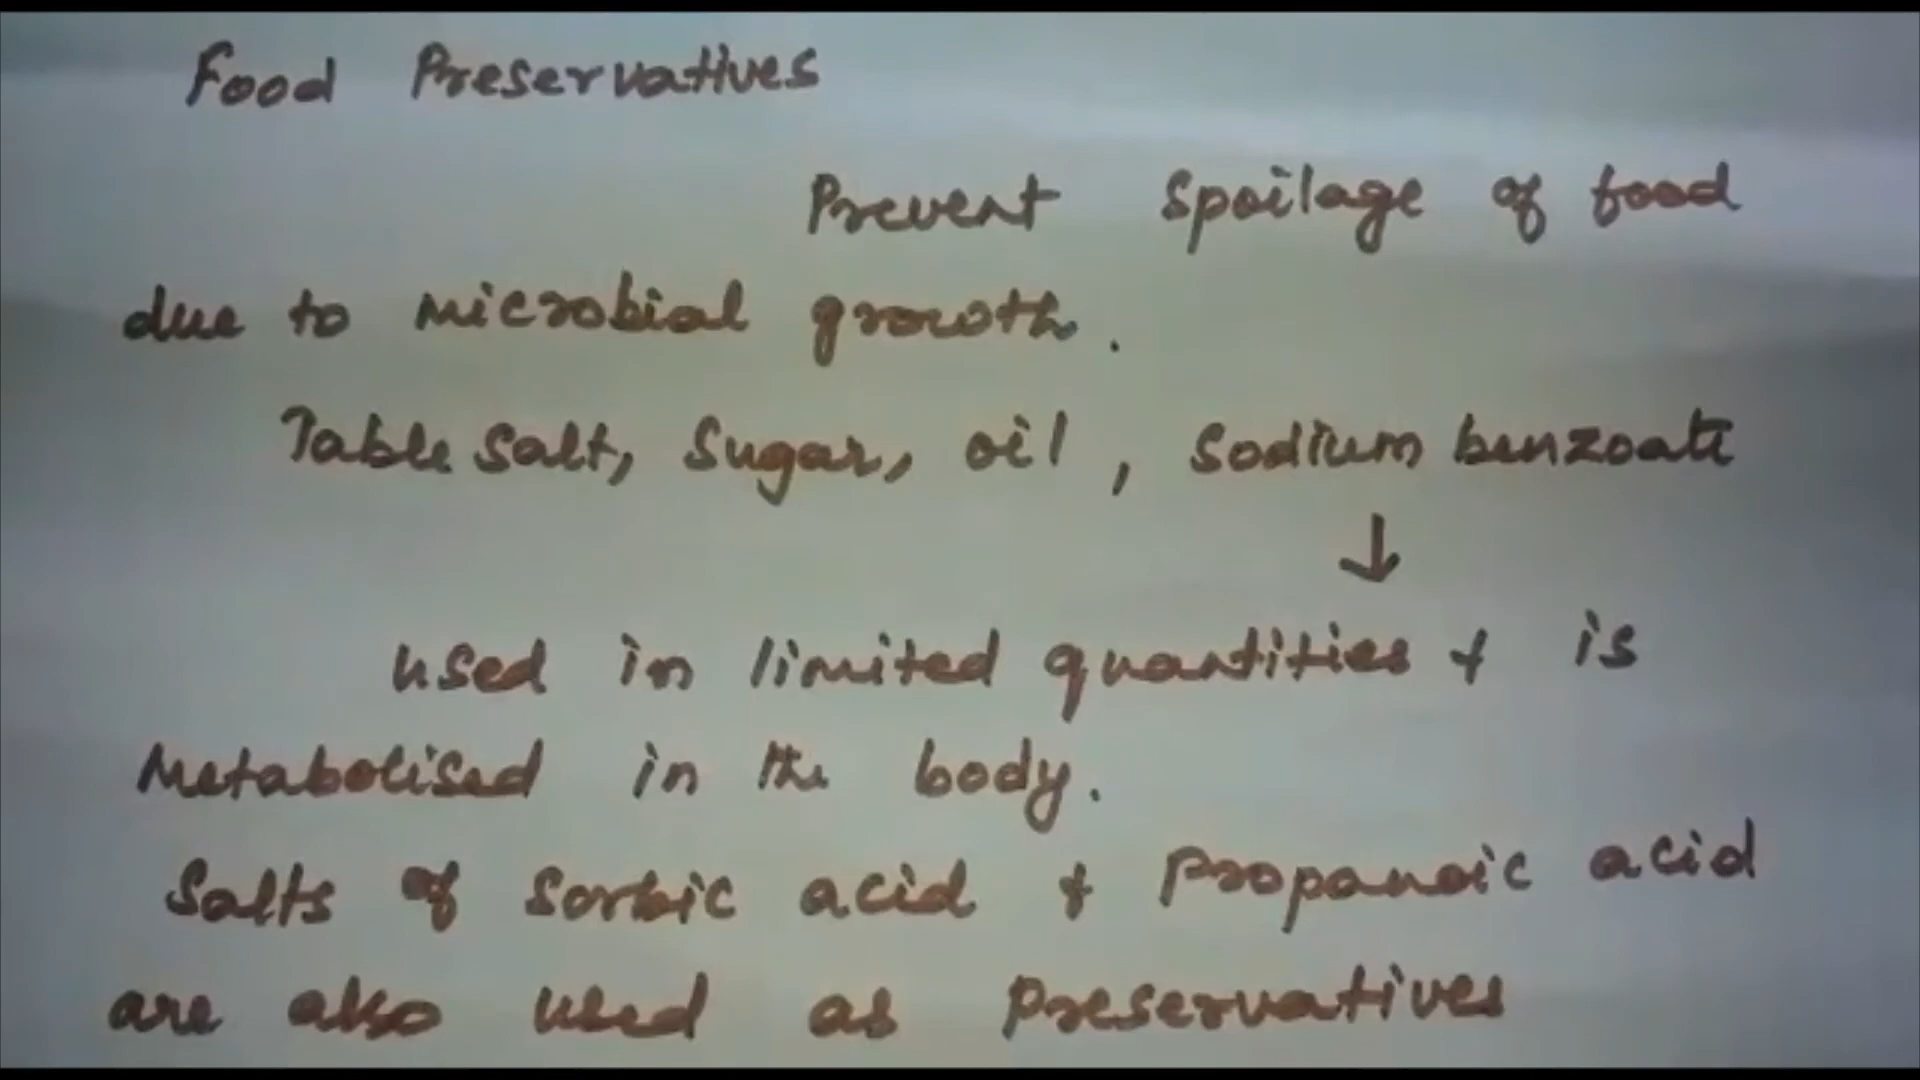 Food Preservatives
Prevent spoilage of food
due to microbial growth.
Table salt, Sugar, oil, sodium benzoate
↓
used in limited quantities & is
Metabolised in the body.
Salts of sorbic acid & propanoic acid
are also used as preservatives